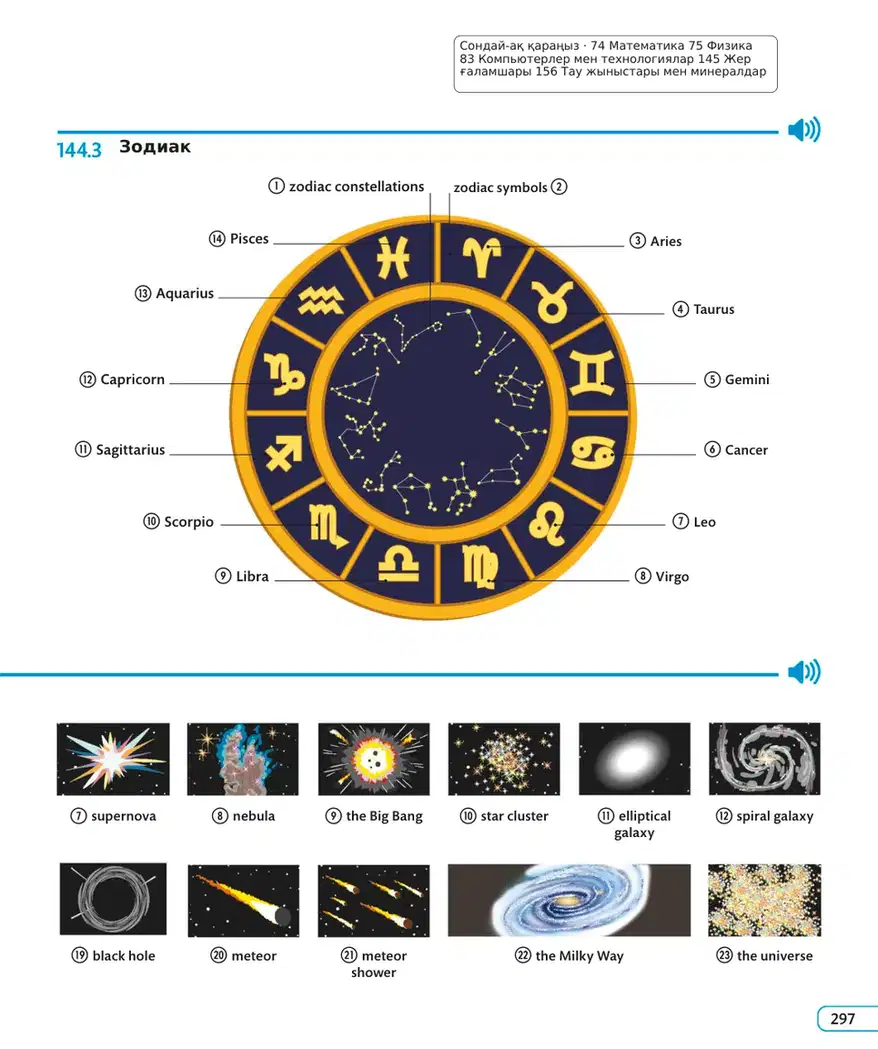 Сондай-ақ қараңыз · 74 Математика 75 Физика
83 Компьютерлер мен технологиялар 145 Жер
ғаламшары 156 Тау жыныстары мен минералдар
144.3 Зодиак
① zodiac constellations
zodiac symbols ②
⑭ Pisces
③ Aries
⑬ Aquarius
④ Taurus
⑫ Capricorn
⑤ Gemini
⑪ Sagittarius
⑥ Cancer
⑩ Scorpio
⑦ Leo
⑨ Libra
⑧ Virgo
⑦ supernova
⑧ nebula
⑨ the Big Bang
⑩ star cluster
⑪ elliptical
galaxy
⑫ spiral galaxy
⑲ black hole
⑳ meteor
㉑ meteor
shower
㉒ the Milky Way
㉓ the universe
297